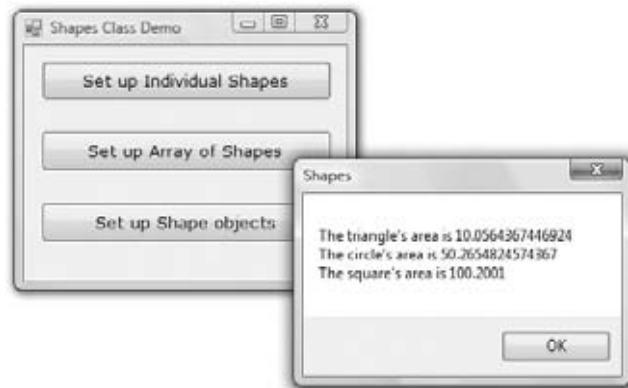 Shapes Class Demo
Set up Individual Shapes
Set up Array of Shapes
Set up Shape objects
Shapes
The triangle's area is 10.0564367446924
The circle's area is 50.2654824574367
The square's area is 100.2001
OK